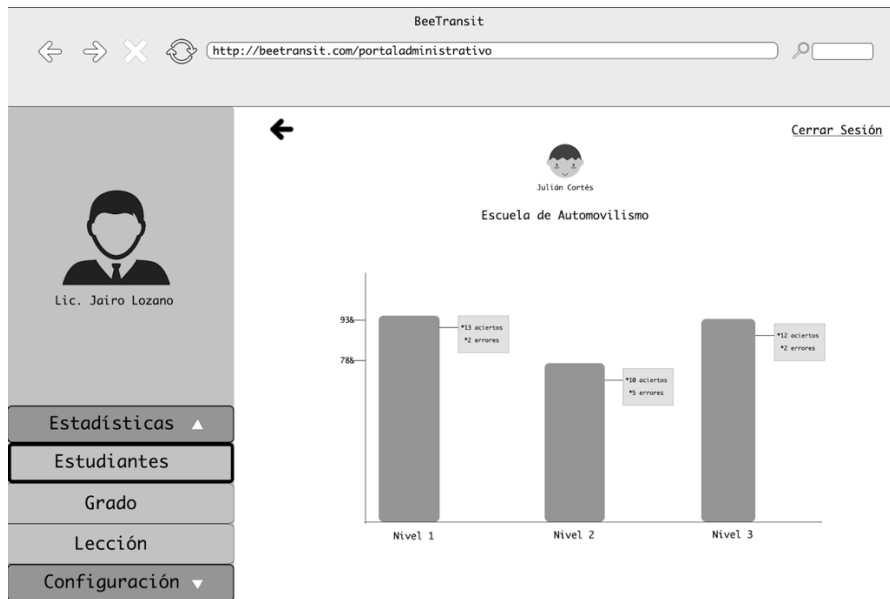 BeeTransit
http://beetransit.com/portaladministrativo
Cerrar Sesión
Julián Cortés
Escuela de Automovilismo
Lic. Jairo Lozano
93&
78&
*13 aciertos
*2 errores
*10 aciertos
*5 errores
*12 aciertos
*2 errores
Nivel 1
Nivel 2
Nivel 3
Estadísticas
Estudiantes
Grado
Lección
Configuración